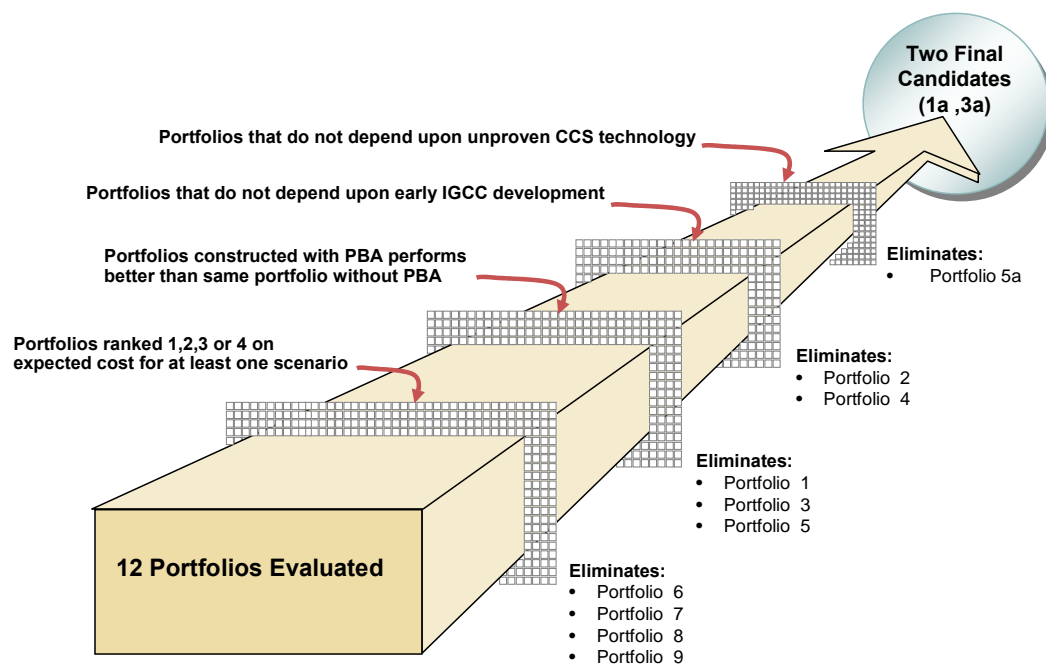 Two Final
Candidates
(1a ,3a)
Portfolios that do not depend upon unproven CCS technology
Portfolios that do not depend upon early IGCC development
Portfolios constructed with PBA performs
better than same portfolio without PBA
Portfolios ranked 1,2,3 or 4 on
expected cost for at least one scenario
12 Portfolios Evaluated
Eliminates:
• Portfolio 6
• Portfolio 7
• Portfolio 8
• Portfolio 9
Eliminates:
• Portfolio 1
• Portfolio 3
• Portfolio 5
Eliminates:
• Portfolio 2
• Portfolio 4
Eliminates:
• Portfolio 5a